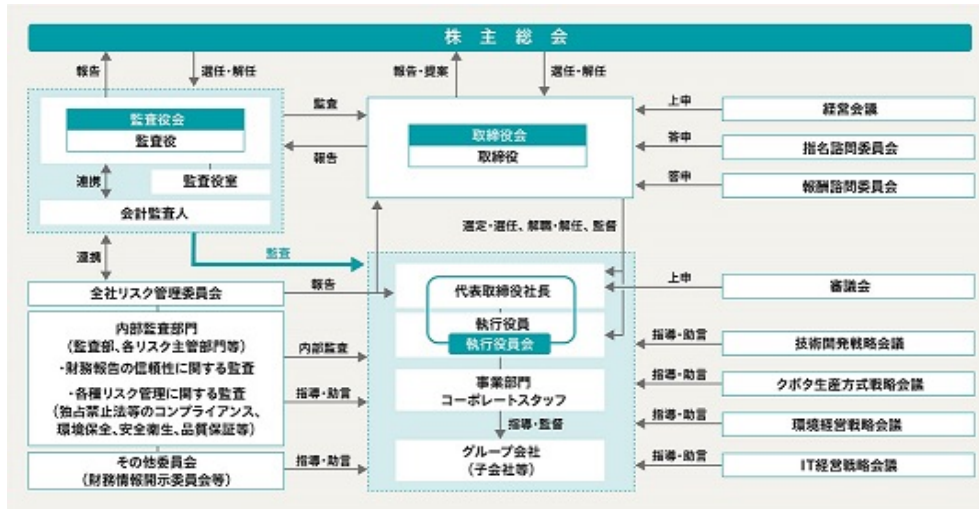 株主総会
報告
選任・解任
報告・提案
選任・解任
監査役会
監査役
監査
報告
取締役会
取締役
上申
経営会議
答申
指名諮問委員会
答申
報酬諮問委員会
連携
監査役室
会計監査人
選定・選任、解職・解任、監督
連携
監査
全社リスク管理委員会
報告
代表取締役社長
上申
審議会
執行役員
執行役員会
内部監査部門
(監査部、各リスク主管部門等)
・財務報告の信頼性に関する監査
・各種リスク管理に関する監査
(独占禁止法等のコンプライアンス、
環境保全、安全衛生、品質保証等)
内部監査
指導・助言
事業部門
コーポレートスタッフ
指導・監督
グループ会社
(子会社等)
指導・助言
技術開発戦略会議
指導・助言
クボタ生産方式戦略会議
指導・助言
環境経営戦略会議
指導・助言
IT経営戦略会議
その他委員会
(財務情報開示委員会等)
指導・助言